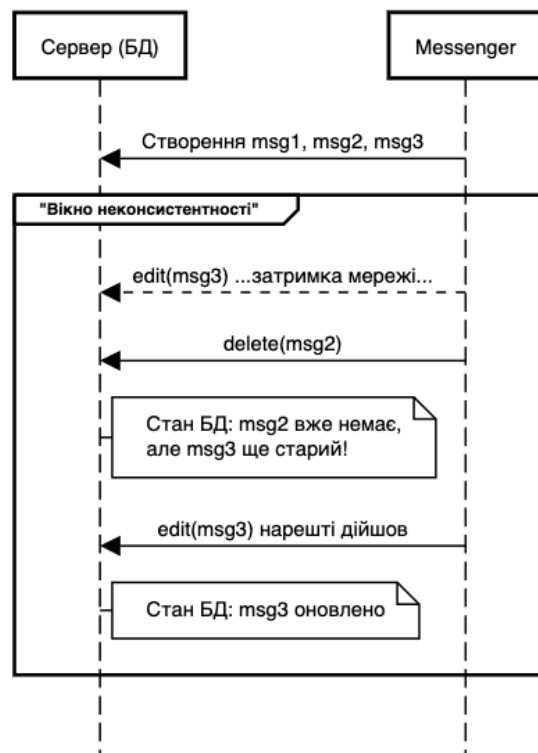 Сервер (БД)
Messenger
Створення msg1, msg2, msg3
"Вікно неконсистентності"
edit(msg3) ...затримка мережі...
delete(msg2)
Стан БД: msg2 вже немає,
але msg3 ще старий!
edit(msg3) нарешті дійшов
Стан БД: msg3 оновлено